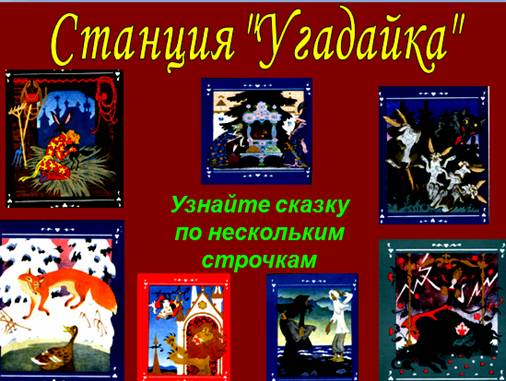 Станция "Угадайка"
Узнайте сказку
по нескольким
строчкам